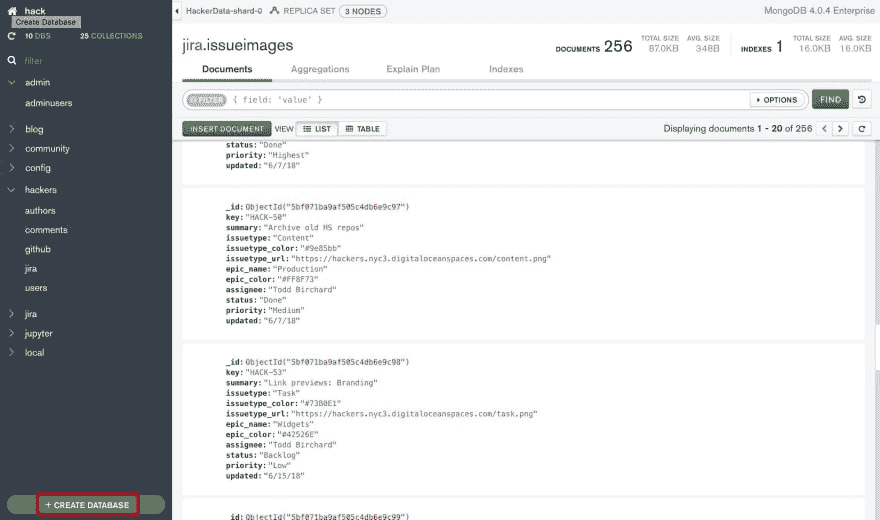 hack
Create Database
10 DBS 25 COLLECTIONS
filter
admin
adminusers
blog
community
config
hackers
authors
comments
github
jira
users
jira
jupyter
local
+ CREATE DATABASE
HackerData-shard-0 REPLICA SET 3 NODES
MongoDB 4.0.4 Enterprise
jira.issueimages
DOCUMENTS 256 TOTAL SIZE 87.0KB AVG. SIZE 348B INDEXES 1 TOTAL SIZE 16.0KB AVG. SIZE 16.0KB
Documents Aggregations Explain Plan Indexes
FILTER { field: 'value' } OPTIONS FIND
INSERT DOCUMENT VIEW LIST TABLE Displaying documents 1 - 20 of 256
status: "Done"
priority: "Highest"
updated: "6/7/18"
_id: ObjectId("5bf071ba9af505c4db6e9c97")
key: "HACK-50"
summary: "Archive old HS repos"
issuetype: "Content"
issuetype_color: "#9e85bb"
issuetype_url: "https://hackers.nyc3.digitaloceanspaces.com/content.png"
epic_name: "Production"
epic_color: "#FF8F73"
assignee: "Todd Birchard"
status: "Done"
priority: "Medium"
updated: "6/7/18"
_id: ObjectId("5bf071ba9af505c4db6e9c98")
key: "HACK-53"
summary: "Link previews: Branding"
issuetype: "Task"
issuetype_color: "#73B0E1"
issuetype_url: "https://hackers.nyc3.digitaloceanspaces.com/task.png"
epic_name: "Widgets"
epic_color: "#42526E"
assignee: "Todd Birchard"
status: "Backlog"
priority: "Low"
updated: "6/15/18"
_id: ObjectId("5bf071ba9af505c4db6e9c99")